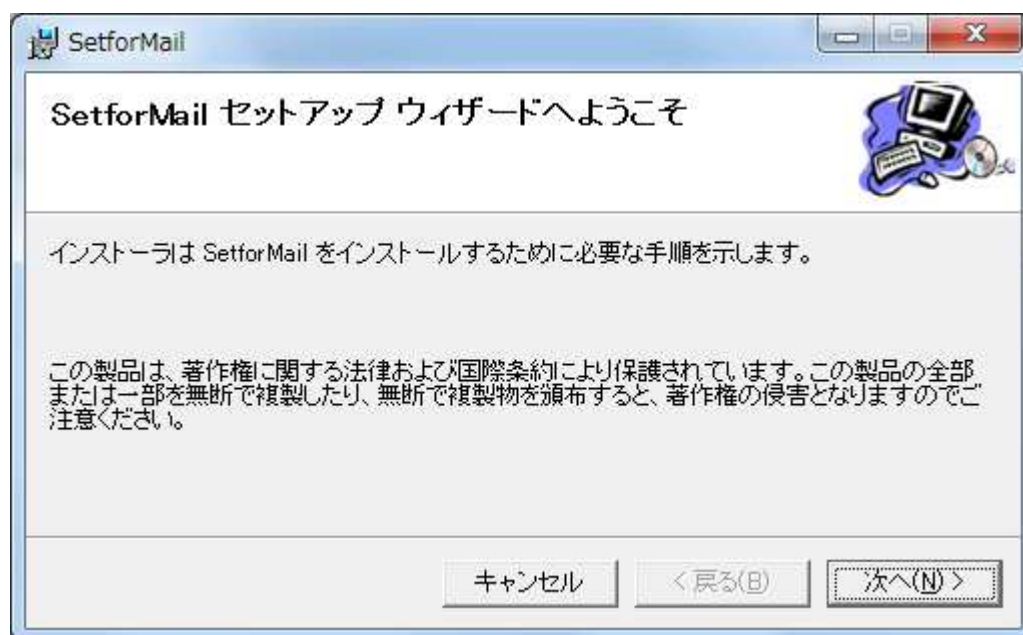 SetforMail
SetforMail セットアップ ウィザードへようこそ
インストーラは SetforMail をインストールするために必要な手順を示します。
この製品は、著作権に関する法律および国際条約により保護されています。この製品の全部
または一部を無断で複製したり、無断で複製物を頒布すると、著作権の侵害となりますのでご
注意ください。
キャンセル
< 戻る(B)
次へ(N) >